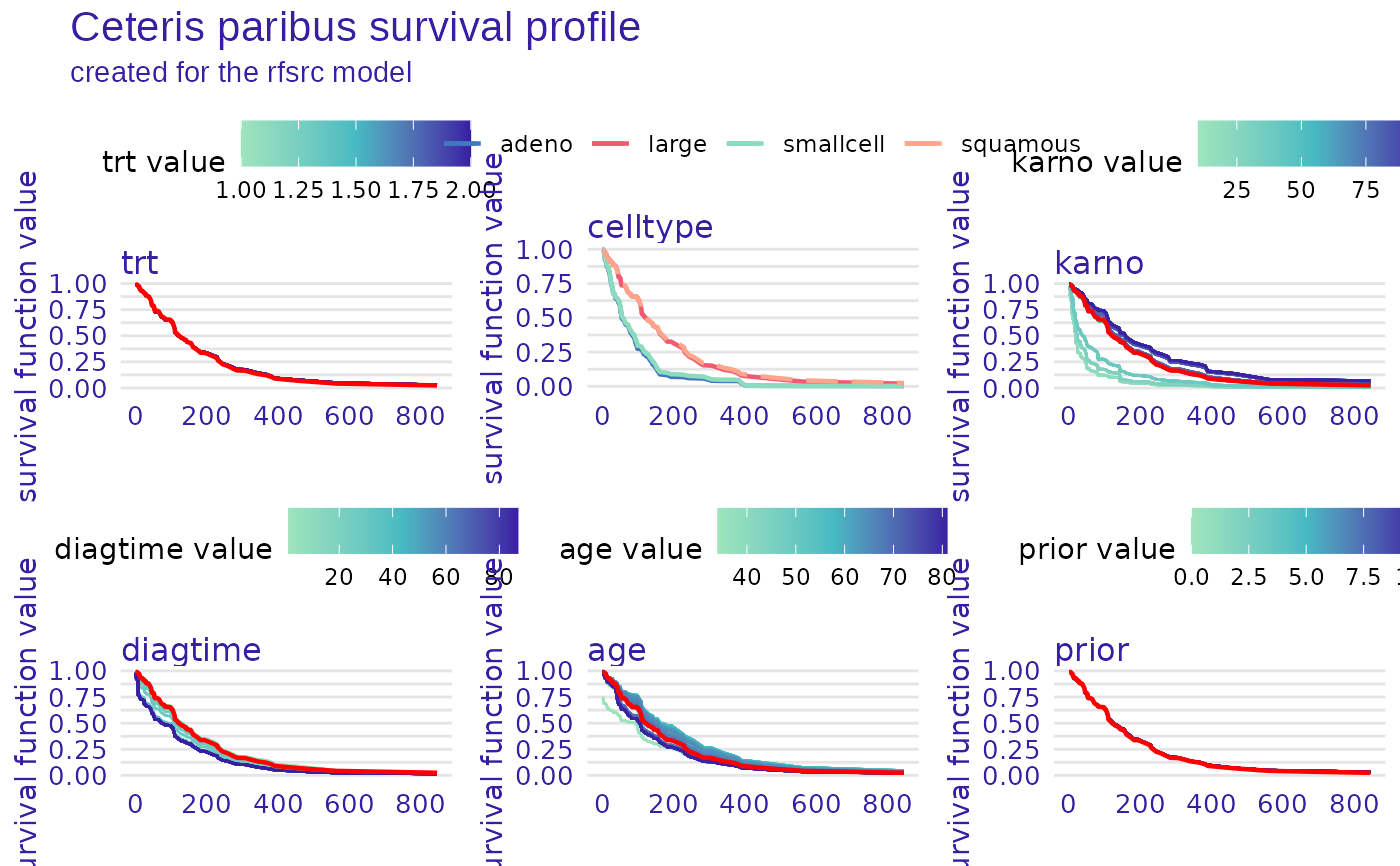 Ceteris paribus survival profile
created for the rfsrc model
trt value
1.00 1.25 1.50 1.75 2.00
survival function value
trt
1.00
0.75
0.50
0.25
0.00
0 200 400 600 800
adeno large smallcell squamous
survival function value
celltype
1.00
0.75
0.50
0.25
0.00
0 200 400 600 800
karno value
25 50 75
survival function value
karno
1.00
0.75
0.50
0.25
0.00
0 200 400 600 800
diagtime value
20 40 60 80
survival function value
diagtime
1.00
0.75
0.50
0.25
0.00
0 200 400 600 800
age value
40 50 60 70 80
survival function value
age
1.00
0.75
0.50
0.25
0.00
0 200 400 600 800
prior value
0.0 2.5 5.0 7.5
survival function value
prior
1.00
0.75
0.50
0.25
0.00
0 200 400 600 800